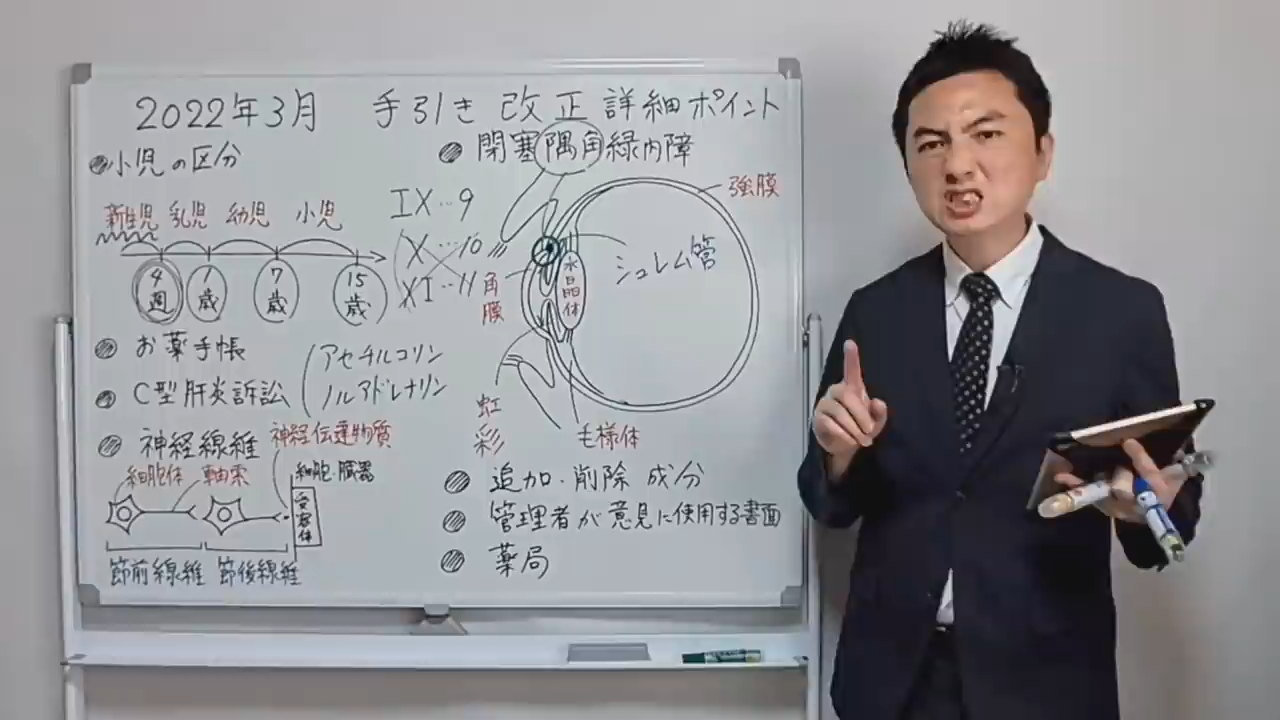 2022年3月 手引き 改正 詳細ポイント
小児の区分
新生児 乳児 幼児 小児
4週 1歳 7歳 15歳
IX…9
X…10
XI…11
お薬手帳
C型肝炎訴訟
アセチルコリン
ノルアドレナリン
神経線維
神経伝達物質
細胞体 軸索
細胞・臓器
受容体
節前線維 節後線維
閉塞隅角緑内障
強膜
シュレム管
水晶体
角膜
虹彩
毛様体
追加・削除 成分
管理者が意見に使用する書面
薬局